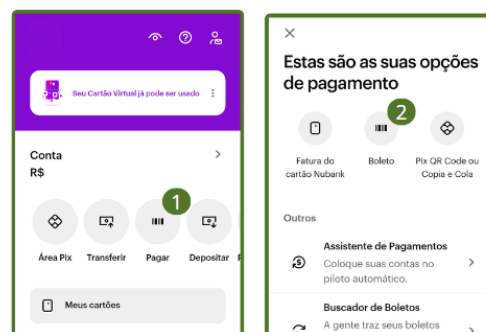 Seu Cartão Virtual já pode ser usado
Conta
R$
1
Área Pix
Transferir
Pagar
Depositar
Meus cartões
Estas são as suas opções
de pagamento
2
Fatura do
cartão Nubank
Boleto
Pix QR Code ou
Copia e Cola
Outros
Assistente de Pagamentos
Coloque suas contas no
piloto automático.
Buscador de Boletos
A gente traz seus boletos